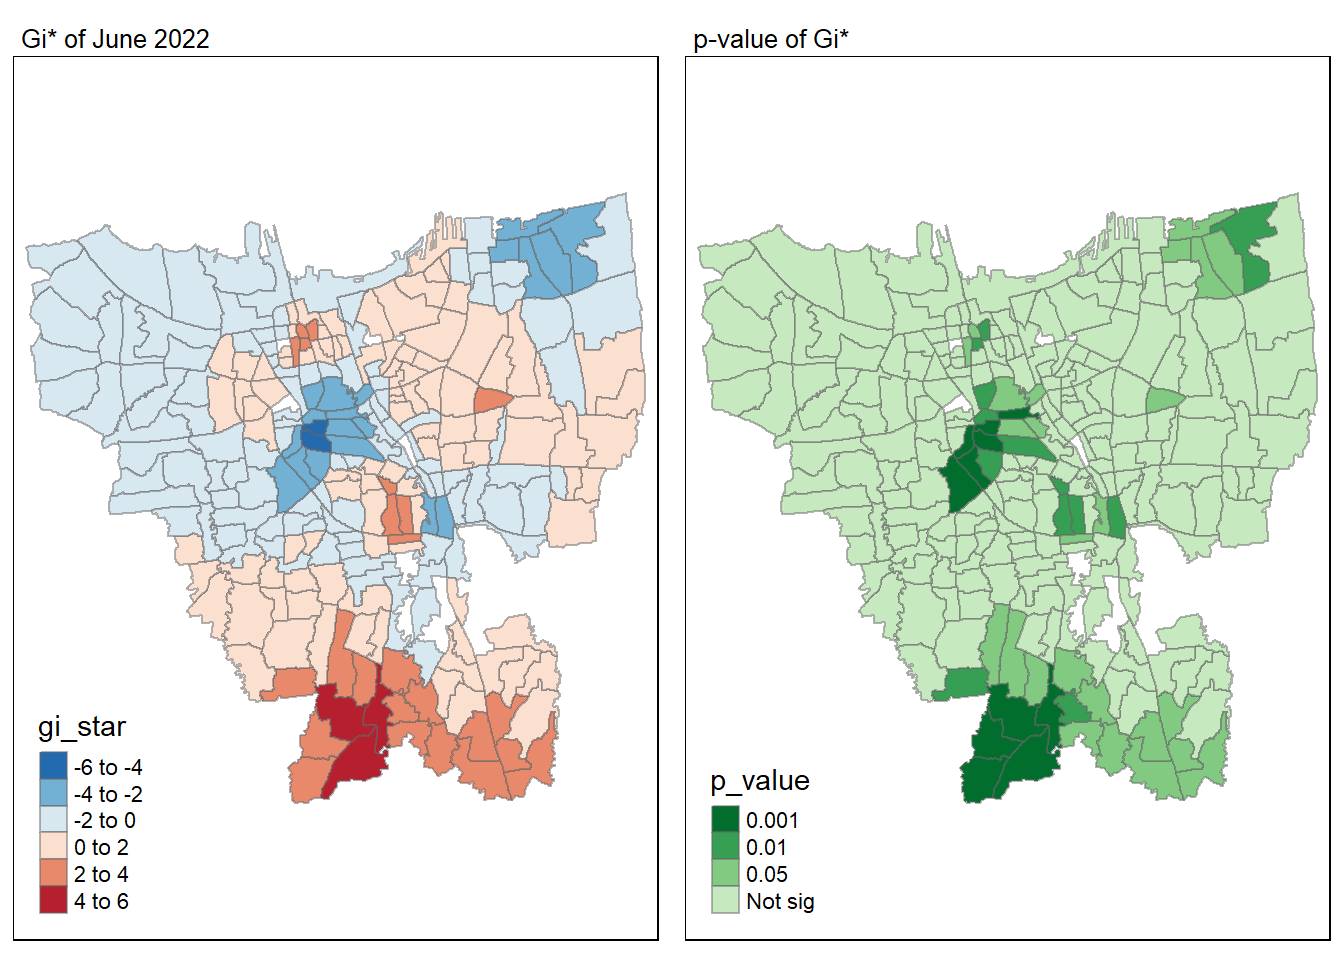 Gi* of June 2022
p-value of Gi*
gi_star
-6 to -4
-4 to -2
-2 to 0
0 to 2
2 to 4
4 to 6
p_value
0.001
0.01
0.05
Not sig